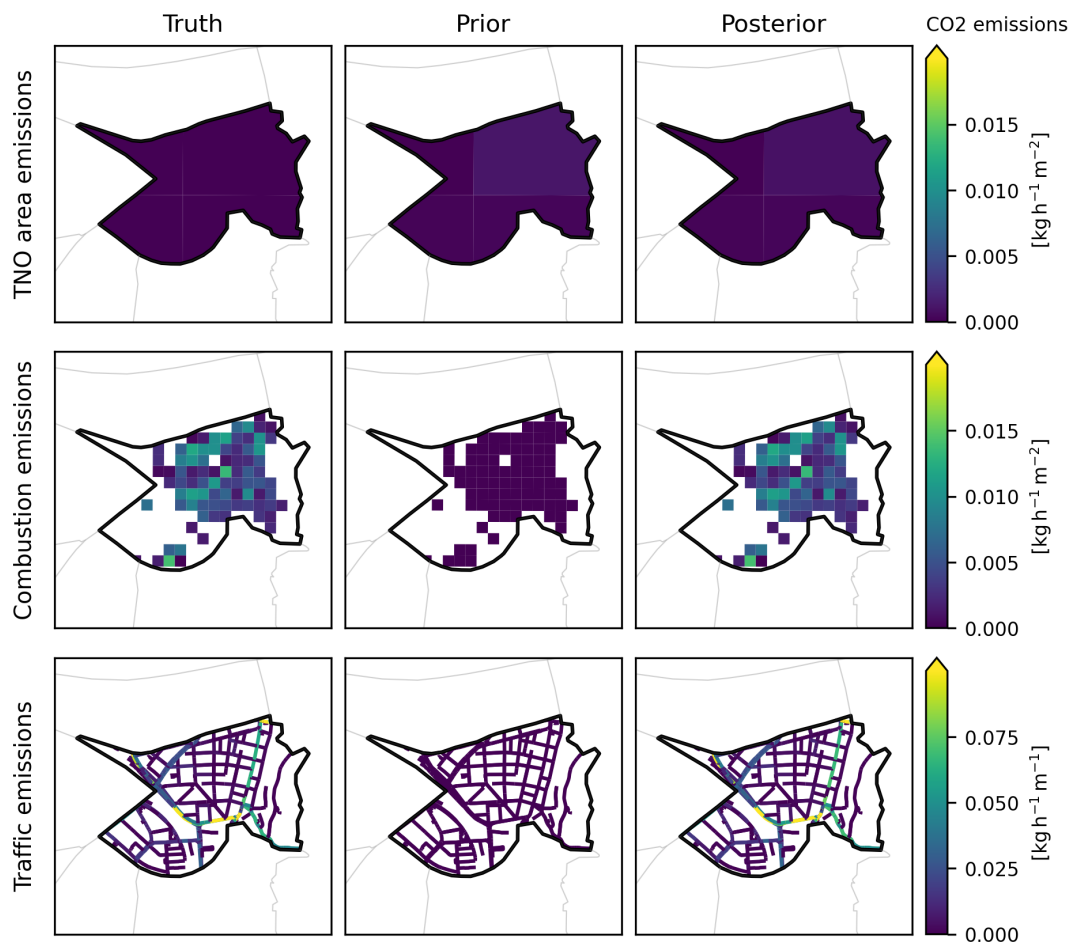 Truth Prior Posterior CO2 emissions
TNO area emissions
0.015
0.010
0.005
0.000
[kg h⁻¹ m⁻²]
Combustion emissions
0.015
0.010
0.005
0.000
[kg h⁻¹ m⁻²]
Traffic emissions
0.075
0.050
0.025
0.000
[kg h⁻¹ m⁻¹]